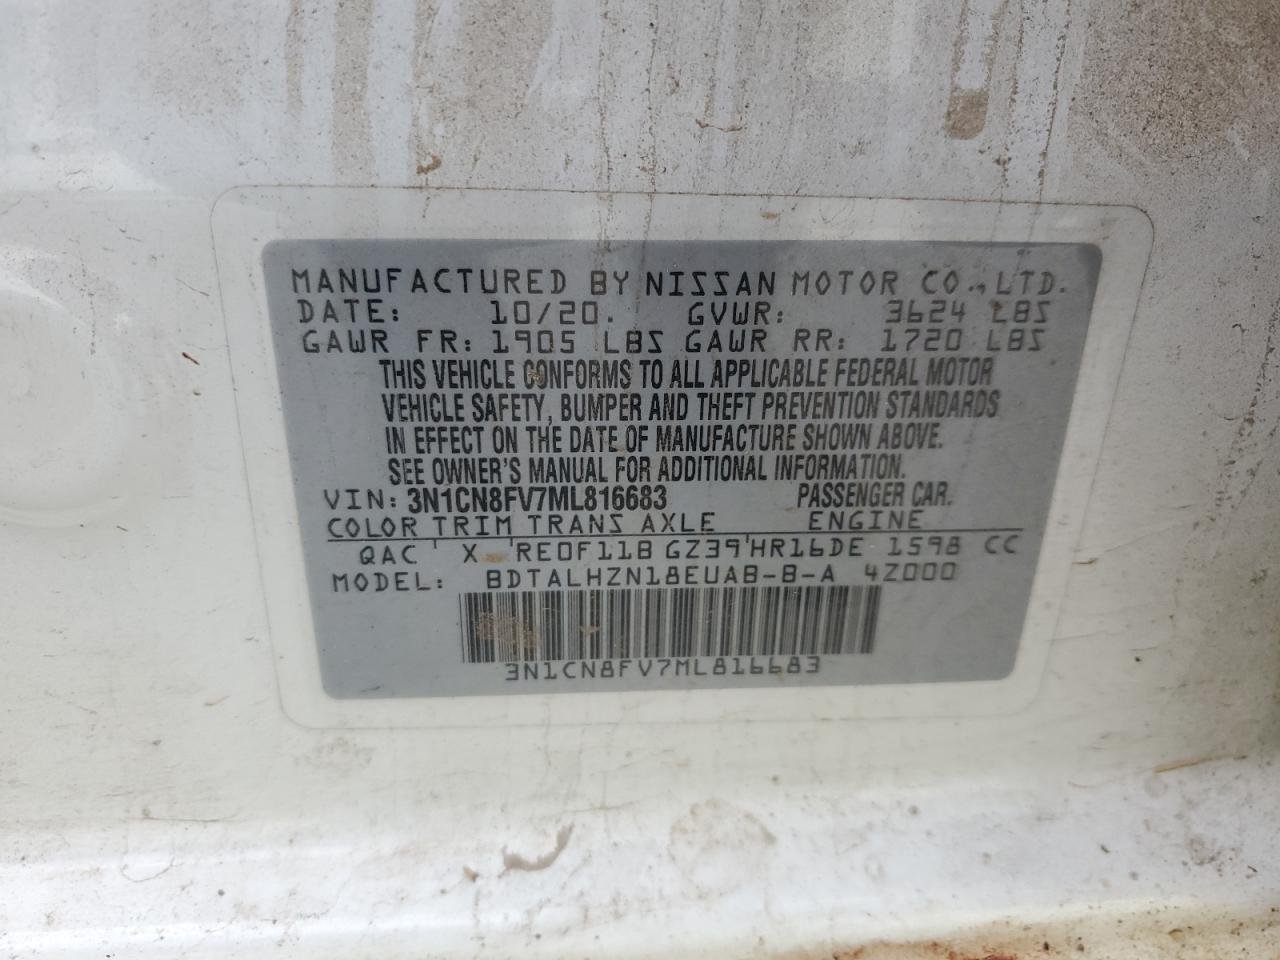 MANUFACTURED BY NISSAN MOTOR CO., LTD.
DATE: 10/20. GVWR: 3624 LBS
GAWR FR: 1905 LBS GAWR RR: 1720 LBS
THIS VEHICLE CONFORMS TO ALL APPLICABLE FEDERAL MOTOR
VEHICLE SAFETY, BUMPER AND THEFT PREVENTION STANDARDS
IN EFFECT ON THE DATE OF MANUFACTURE SHOWN ABOVE.
SEE OWNER'S MANUAL FOR ADDITIONAL INFORMATION.
VIN: 3N1CN8FV7ML816683 PASSENGER CAR.
COLOR TRIM TRANS AXLE ENGINE
QAC ' X RE0F11B GZ39 ' HR16DE 1598 CC
MODEL: BDTALHZN18EUAB-B-A 4Z000
3N1CN8FV7ML816683